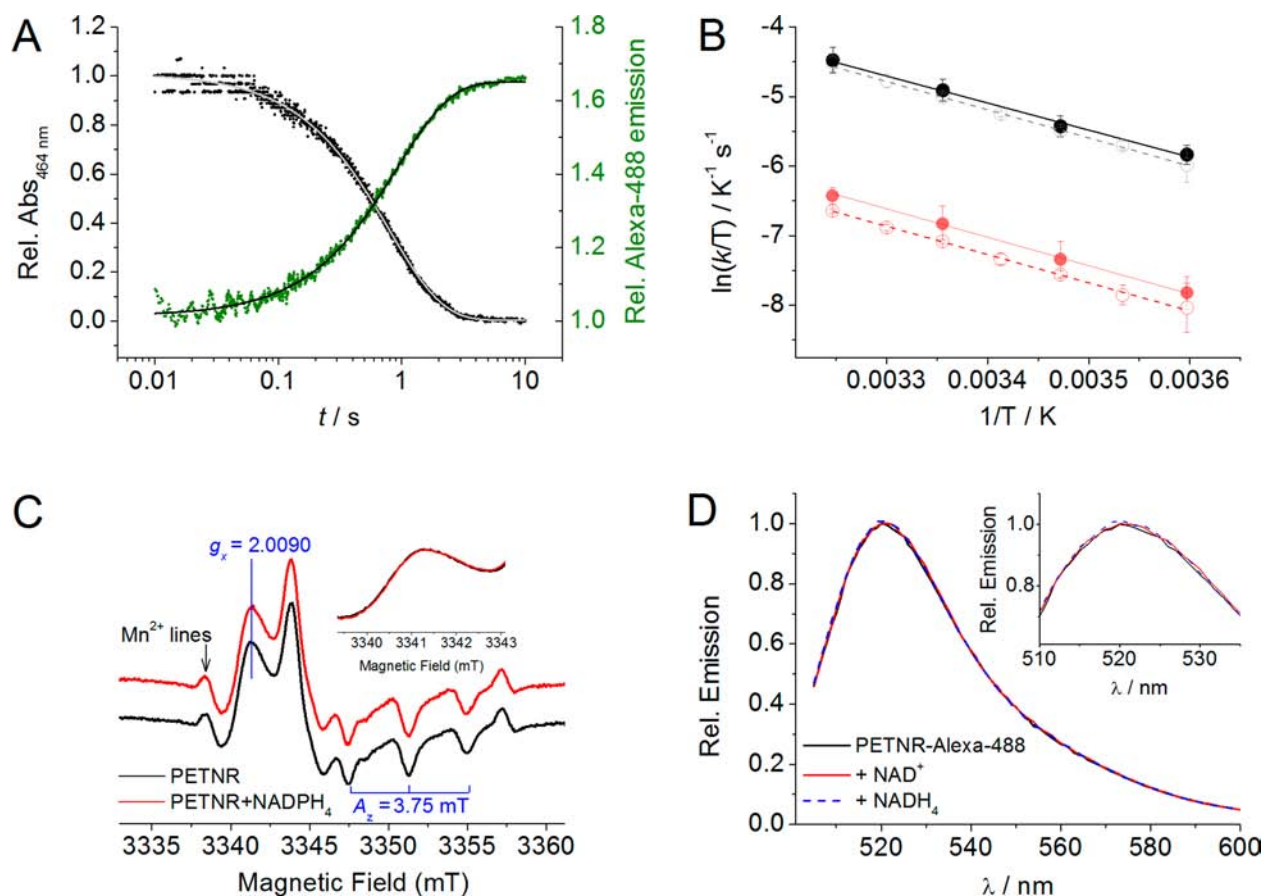 A
Rel. Abs464 nm
1.2
1.0
0.8
0.6
0.4
0.2
0.0
0.01 0.1 1 10
t / s
1.8
1.6
1.4
1.2
1.0
Rel. Alexa-488 emission
B
ln(k/T) / K⁻¹ s⁻¹
-4
-5
-6
-7
-8
0.0033 0.0034 0.0035 0.0036
1/T / K
C
gx = 2.0090
Mn²⁺ lines
3340 3341 3342 3343
Magnetic Field (mT)
PETNR
PETNR+NADPH₄
Az = 3.75 mT
3335 3340 3345 3350 3355 3360
Magnetic Field (mT)
D
Rel. Emission
1.0
0.8
0.6
0.4
0.2
0.0
Rel. Emission
1.0
0.8
510 520 530
λ / nm
PETNR-Alexa-488
+ NAD⁺
+ NADH₄
520 540 560 580 600
λ / nm